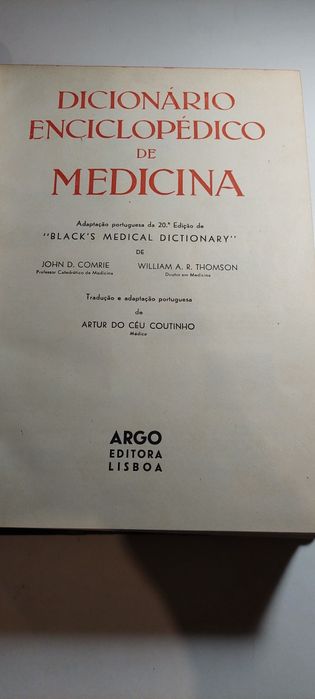 DICIONÁRIO
ENCICLOPÉDICO
DE
MEDICINA
Adaptação portuguesa da 20.ª Edição de
"BLACK'S MEDICAL DICTIONARY"
DE
JOHN D. COMRIE WILLIAM A. R. THOMSON
Professor Catedrático de Medicina Doutor em Medicina
Tradução e adaptação portuguesa
de
ARTUR DO CÉU COUTINHO
Médico
ARGO
EDITORA
LISBOA